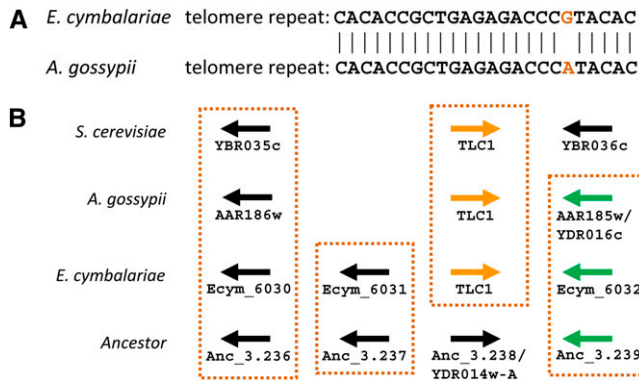 A E. cymbalariae telomere repeat: CACACCGCTGAGAGACCCGTACAC
A. gossypii telomere repeat: CACACCGCTGAGAGACCCATACAC
B
S. cerevisiae YBR035c TLC1 YBR036c
A. gossypii AAR186w TLC1 AAR185w/
YDR016c
E. cymbalariae Ecym_6030 Ecym_6031 TLC1 Ecym_6032
Ancestor Anc_3.236 Anc_3.237 Anc_3.238/ Anc_3.239
YDR014w-A